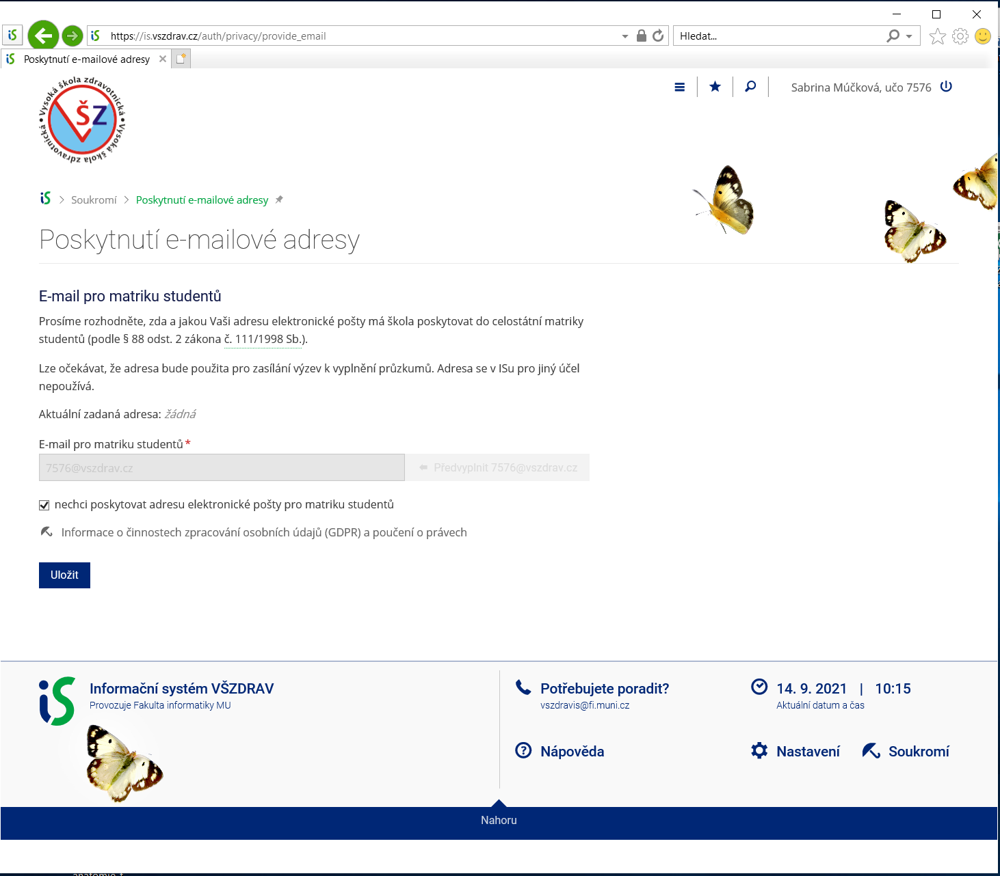 https://is.vszdrav.cz/auth/privacy/provide_email
Hledat...
Poskytnutí e-mailové adresy
Vysoká škola zdravotnická • Vysoká škola zdravotnická •
VŠZ
Sabrina Múčková, učo 7576
Soukromí
Poskytnutí e-mailové adresy
Poskytnutí e-mailové adresy
E-mail pro matriku studentů
Prosíme rozhodněte, zda a jakou Vaši adresu elektronické pošty má škola poskytovat do celostátní matriky
studentů (podle § 88 odst. 2 zákona č. 111/1998 Sb.).
Lze očekávat, že adresa bude použita pro zasílání výzev k vyplnění průzkumů. Adresa se v ISu pro jiný účel
nepoužívá.
Aktuální zadaná adresa: žádná
E-mail pro matriku studentů *
7576@vszdrav.cz
Předvyplnit 7576@vszdrav.cz
nechci poskytovat adresu elektronické pošty pro matriku studentů
Informace o činnostech zpracování osobních údajů (GDPR) a poučení o právech
Uložit
Informační systém VŠZDRAV
Provozuje Fakulta informatiky MU
Potřebujete poradit?
vszdravis@fi.muni.cz
14. 9. 2021 | 10:15
Aktuální datum a čas
Nápověda
Nastavení
Soukromí
Nahoru